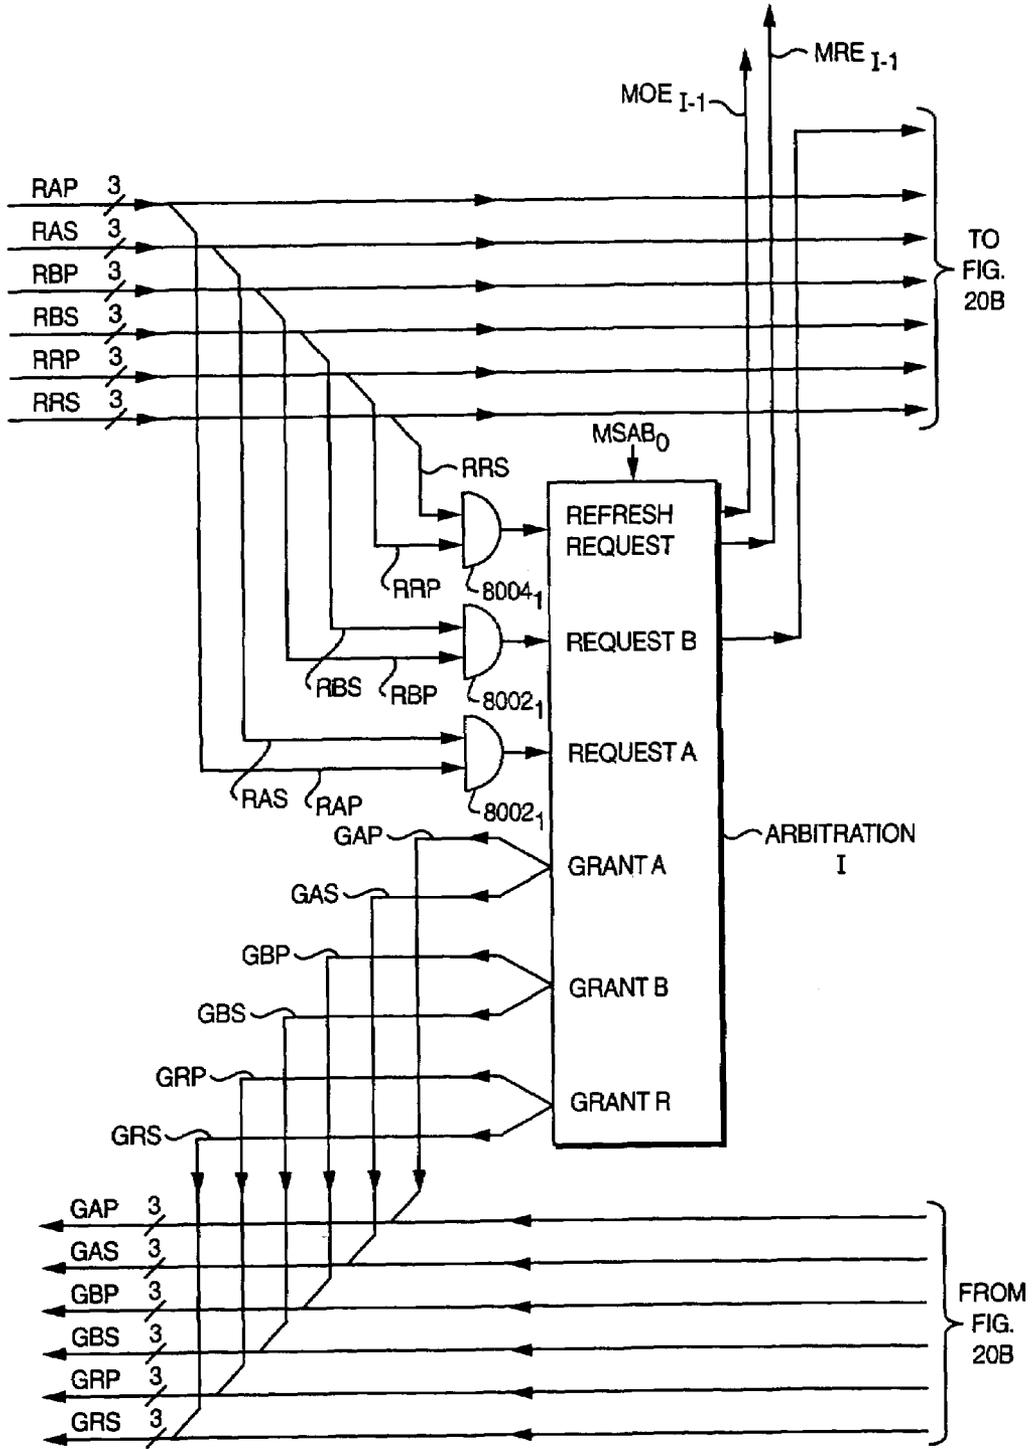 MRE I-1
MOE I-1
RAP 3
RAS 3
RBP 3
RBS 3
RRP 3
RRS 3
TO
FIG.
20B
MSAB0
RRS
RRP
80041
REFRESH
REQUEST
RBS
RBP
80021
REQUEST B
RAS
RAP
80021
REQUEST A
ARBITRATION
I
GAP
GAS
GRANT A
GBP
GBS
GRANT B
GRP
GRS
GRANT R
GAP 3
GAS 3
GBP 3
GBS 3
GRP 3
GRS 3
FROM
FIG.
20B